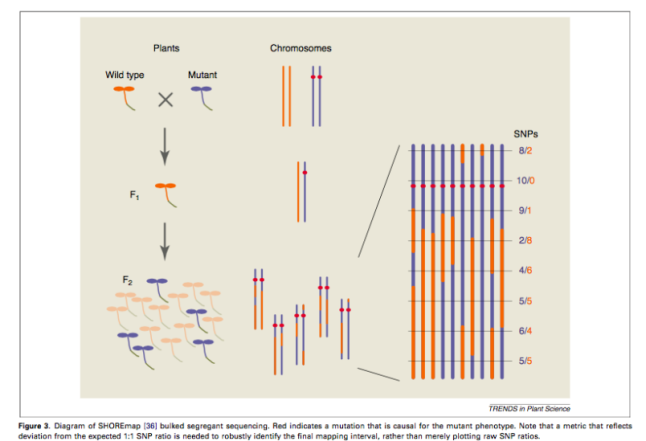 Plants
Chromosomes
Wild type
Mutant
SNPs
8/2
10/0
F1
9/1
2/8
4/6
F2
5/5
6/4
5/5
TRENDS in Plant Science
Figure 3. Diagram of SHOREmap [36] bulked segregant sequencing. Red indicates a mutation that is causal for the mutant phenotype. Note that a metric that reflects
deviation from the expected 1:1 SNP ratio is needed to robustly identify the final mapping interval, rather than merely plotting raw SNP ratios.